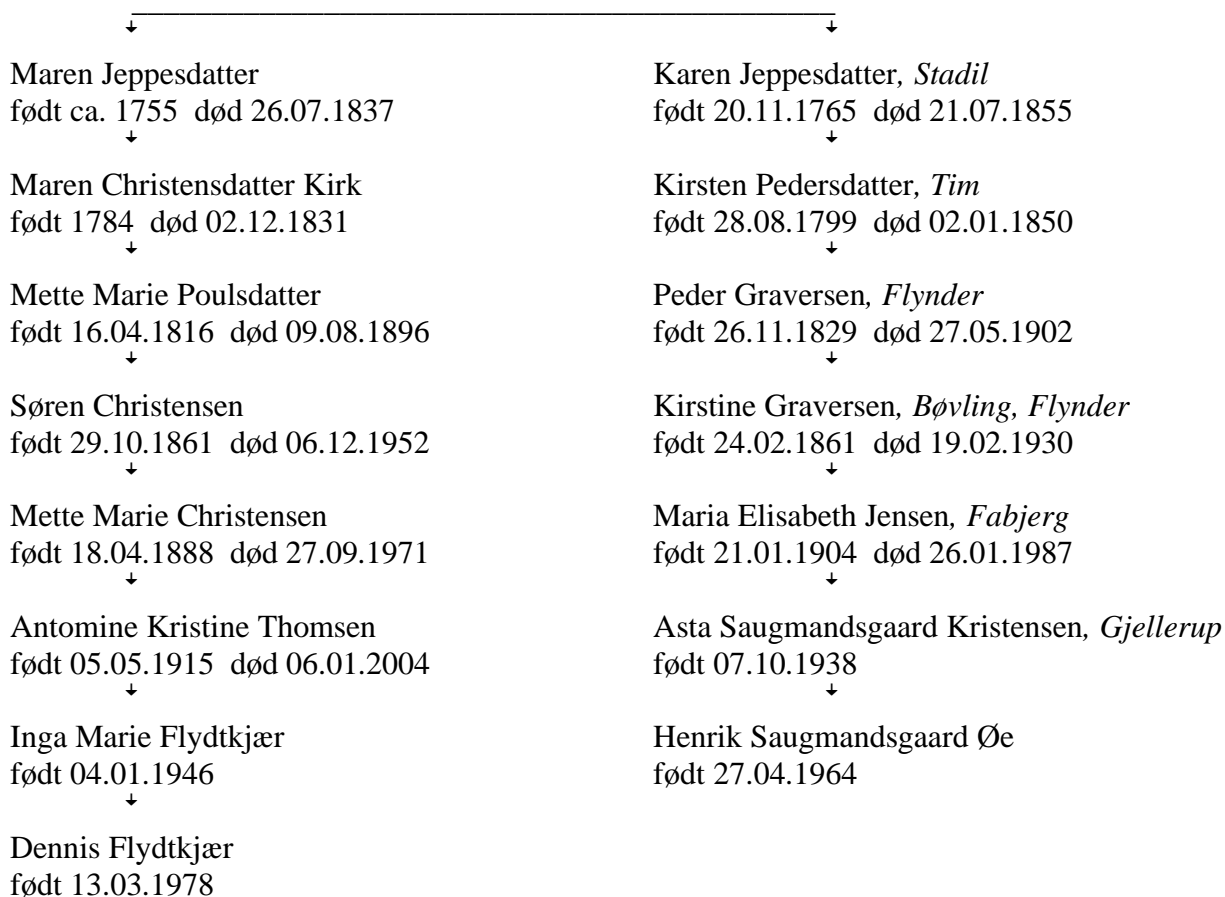 Maren Jeppesdatter
født ca. 1755  død 26.07.1837
Maren Christensdatter Kirk
født 1784  død 02.12.1831
Mette Marie Poulsdatter
født 16.04.1816  død 09.08.1896
Søren Christensen
født 29.10.1861  død 06.12.1952
Mette Marie Christensen
født 18.04.1888  død 27.09.1971
Antomine Kristine Thomsen
født 05.05.1915  død 06.01.2004
Inga Marie Flydtkjær
født 04.01.1946
Dennis Flydtkjær
født 13.03.1978
Karen Jeppesdatter, Stadil
født 20.11.1765  død 21.07.1855
Kirsten Pedersdatter, Tim
født 28.08.1799  død 02.01.1850
Peder Graversen, Flynder
født 26.11.1829  død 27.05.1902
Kirstine Graversen, Bøvling, Flynder
født 24.02.1861  død 19.02.1930
Maria Elisabeth Jensen, Fabjerg
født 21.01.1904  død 26.01.1987
Asta Saugmandsgaard Kristensen, Gjellerup
født 07.10.1938
Henrik Saugmandsgaard Øe
født 27.04.1964